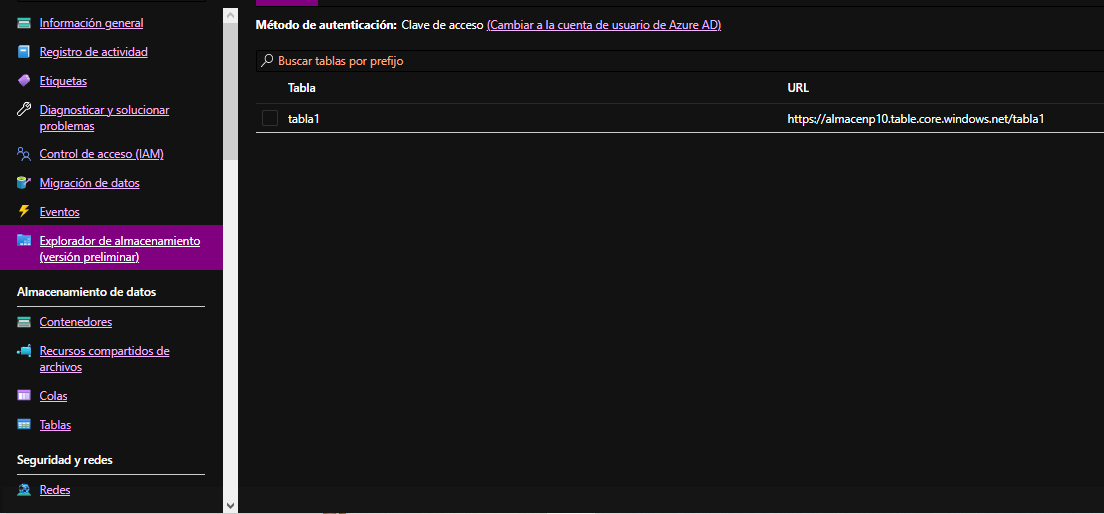 Información general
Registro de actividad
Etiquetas
Diagnosticar y solucionar
problemas
Control de acceso (IAM)
Migración de datos
Eventos
Explorador de almacenamiento
(versión preliminar)
Almacenamiento de datos
Contenedores
Recursos compartidos de
archivos
Colas
Tablas
Seguridad y redes
Redes
Método de autenticación: Clave de acceso (Cambiar a la cuenta de usuario de Azure AD)
Buscar tablas por prefijo
Tabla URL
tabla1 https://almacenp10.table.core.windows.net/tabla1